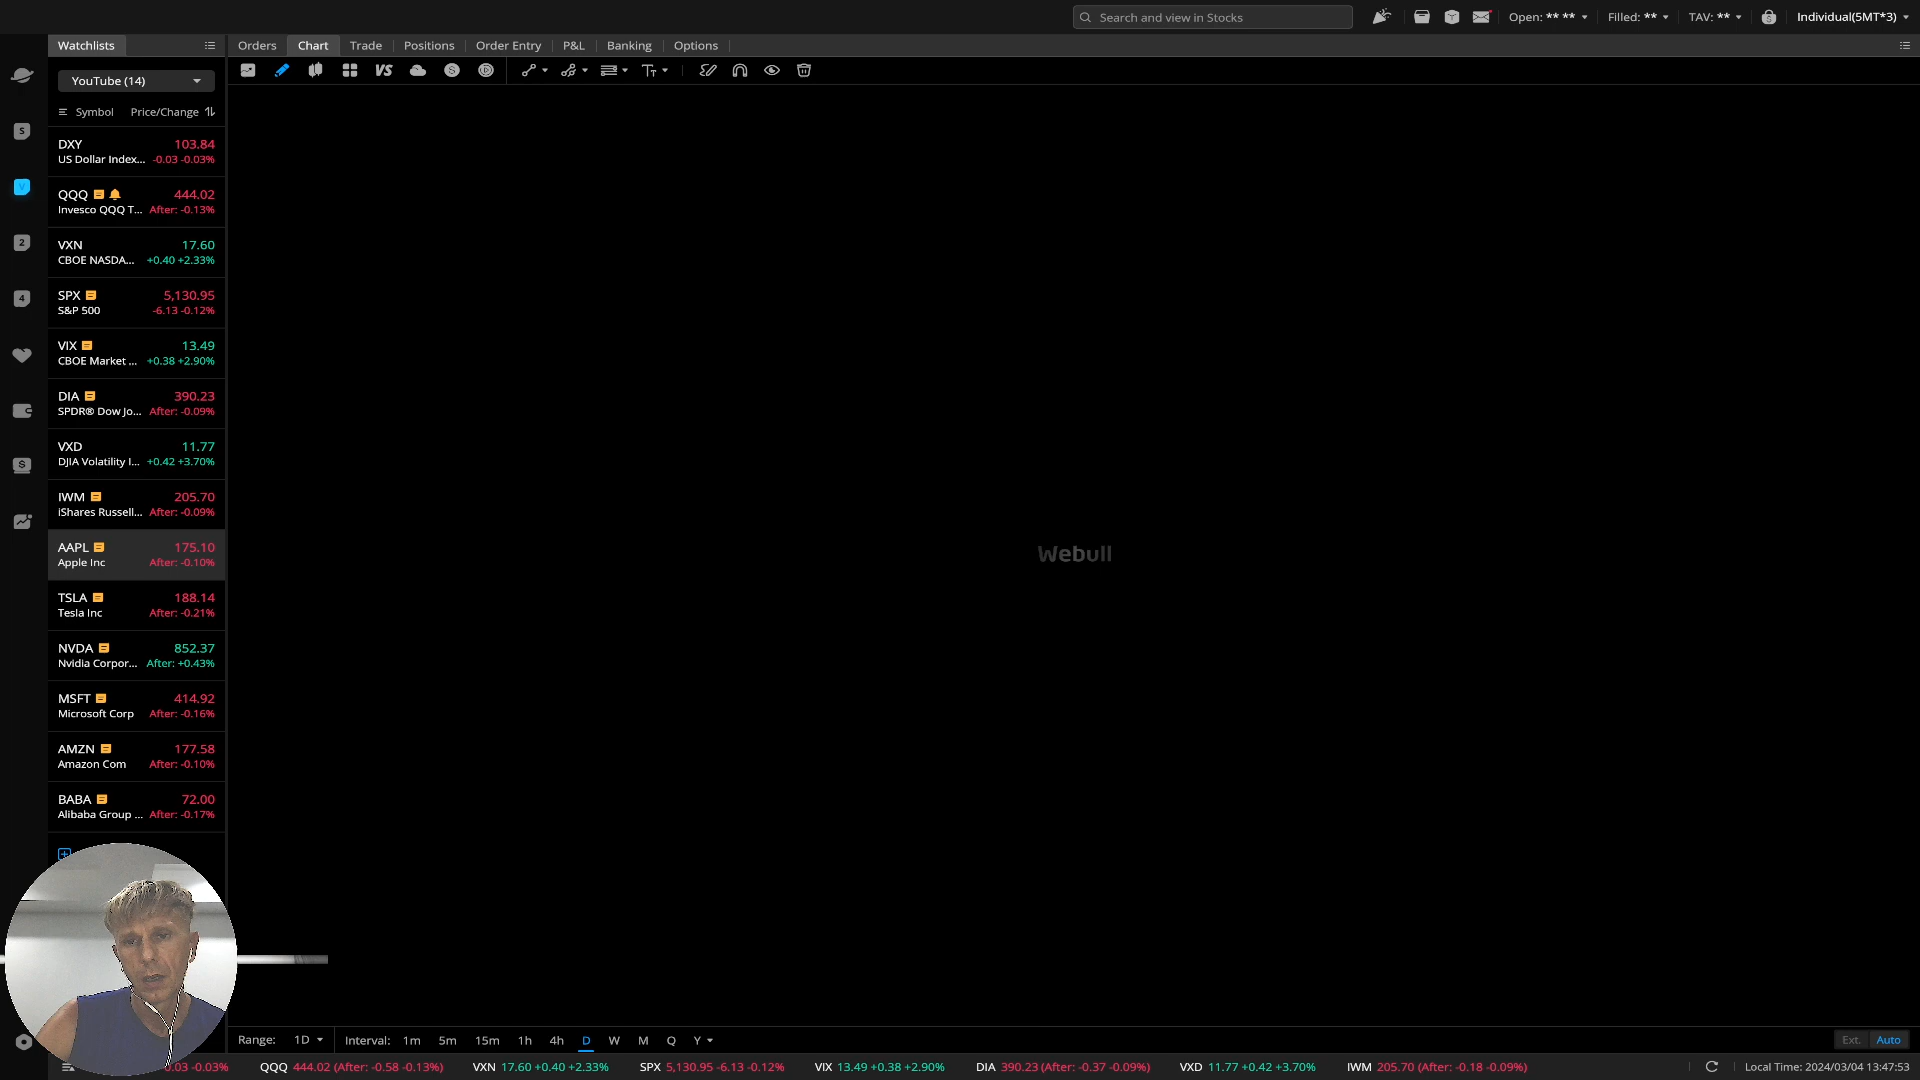 Search and view in Stocks
Open: ** **
Filled: **
TAV: **
Individual(5MT*3)
Watchlists
Orders
Chart
Trade
Positions
Order Entry
P&L
Banking
Options
YouTube (14)
VS
S
D
Tт
Symbol
Price/Change
DXY 103.84
US Dollar Index... -0.03 -0.03%
QQQ 444.02
Invesco QQQ T... After: -0.13%
VXN 17.60
CBOE NASDA... +0.40 +2.33%
SPX 5,130.95
S&P 500 -6.13 -0.12%
VIX 13.49
CBOE Market ... +0.38 +2.90%
DIA 390.23
SPDR® Dow Jo... After: -0.09%
VXD 11.77
DJIA Volatility I... +0.42 +3.70%
IWM 205.70
iShares Russell... After: -0.09%
AAPL 175.10
Apple Inc After: -0.10%
TSLA 188.14
Tesla Inc After: -0.21%
NVDA 852.37
Nvidia Corpor... After: +0.43%
MSFT 414.92
Microsoft Corp After: -0.16%
AMZN 177.58
Amazon Com After: -0.10%
BABA 72.00
Alibaba Group ... After: -0.17%
S
V
2
4
S
Webull
Range: 1D Interval: 1m 5m 15m 1h 4h D W M Q Y
Ext. Auto
0.03 -0.03% QQQ 444.02 (After: -0.58 -0.13%) VXN 17.60 +0.40 +2.33% SPX 5,130.95 -6.13 -0.12% VIX 13.49 +0.38 +2.90% DIA 390.23 (After: -0.37 -0.09%) VXD 11.77 +0.42 +3.70% IWM 205.70 (After: -0.18 -0.09%)
Local Time: 2024/03/04 13:47:53